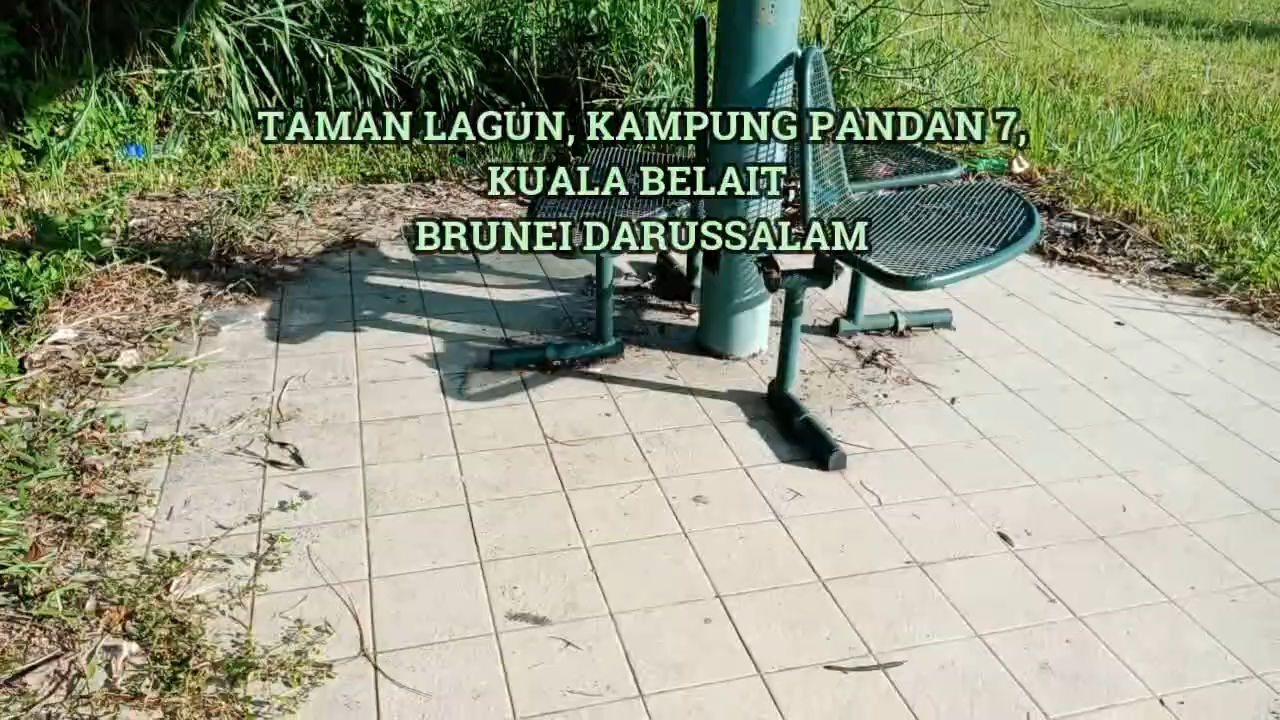 TAMAN LAGUN, KAMPUNG PANDAN 7,
KUALA BELAIT,
BRUNEI DARUSSALAM